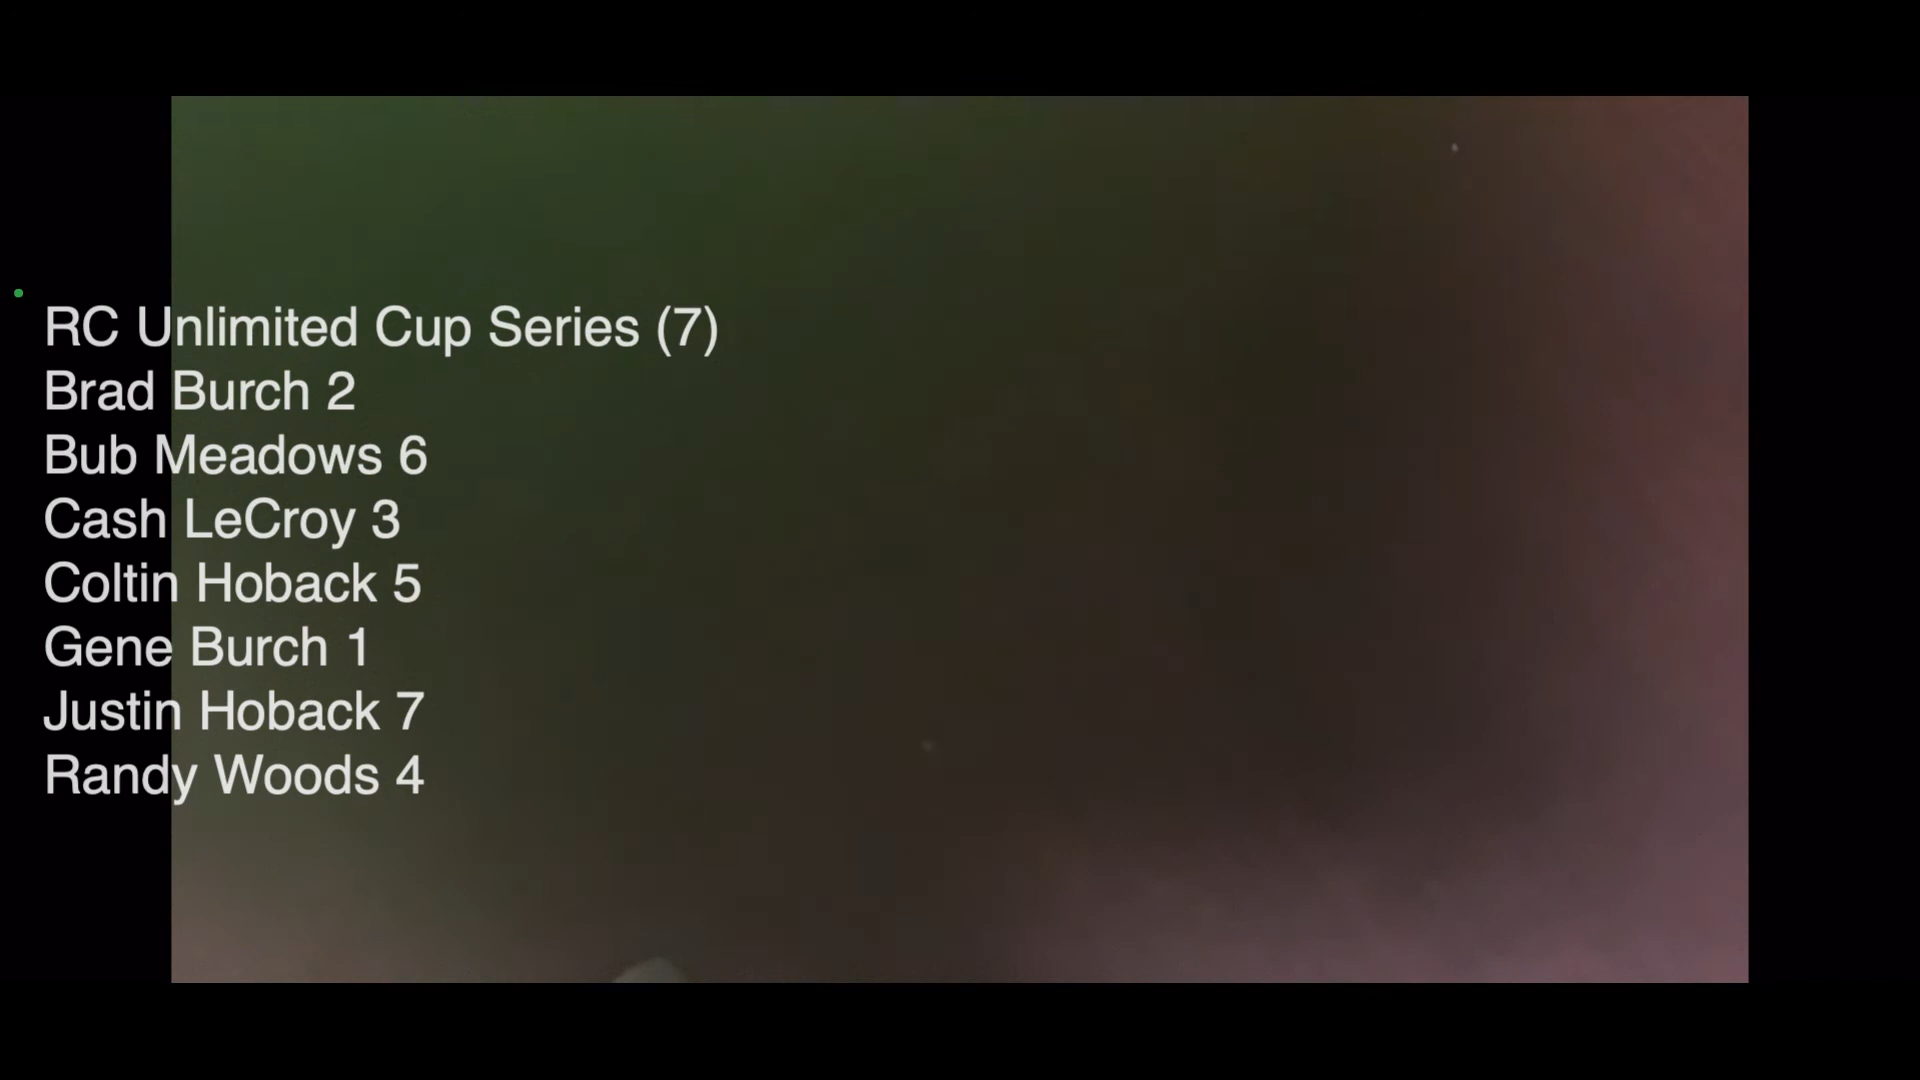 RC Unlimited Cup Series (7)
Brad Burch 2
Bub Meadows 6
Cash LeCroy 3
Coltin Hoback 5
Gene Burch 1
Justin Hoback 7
Randy Woods 4